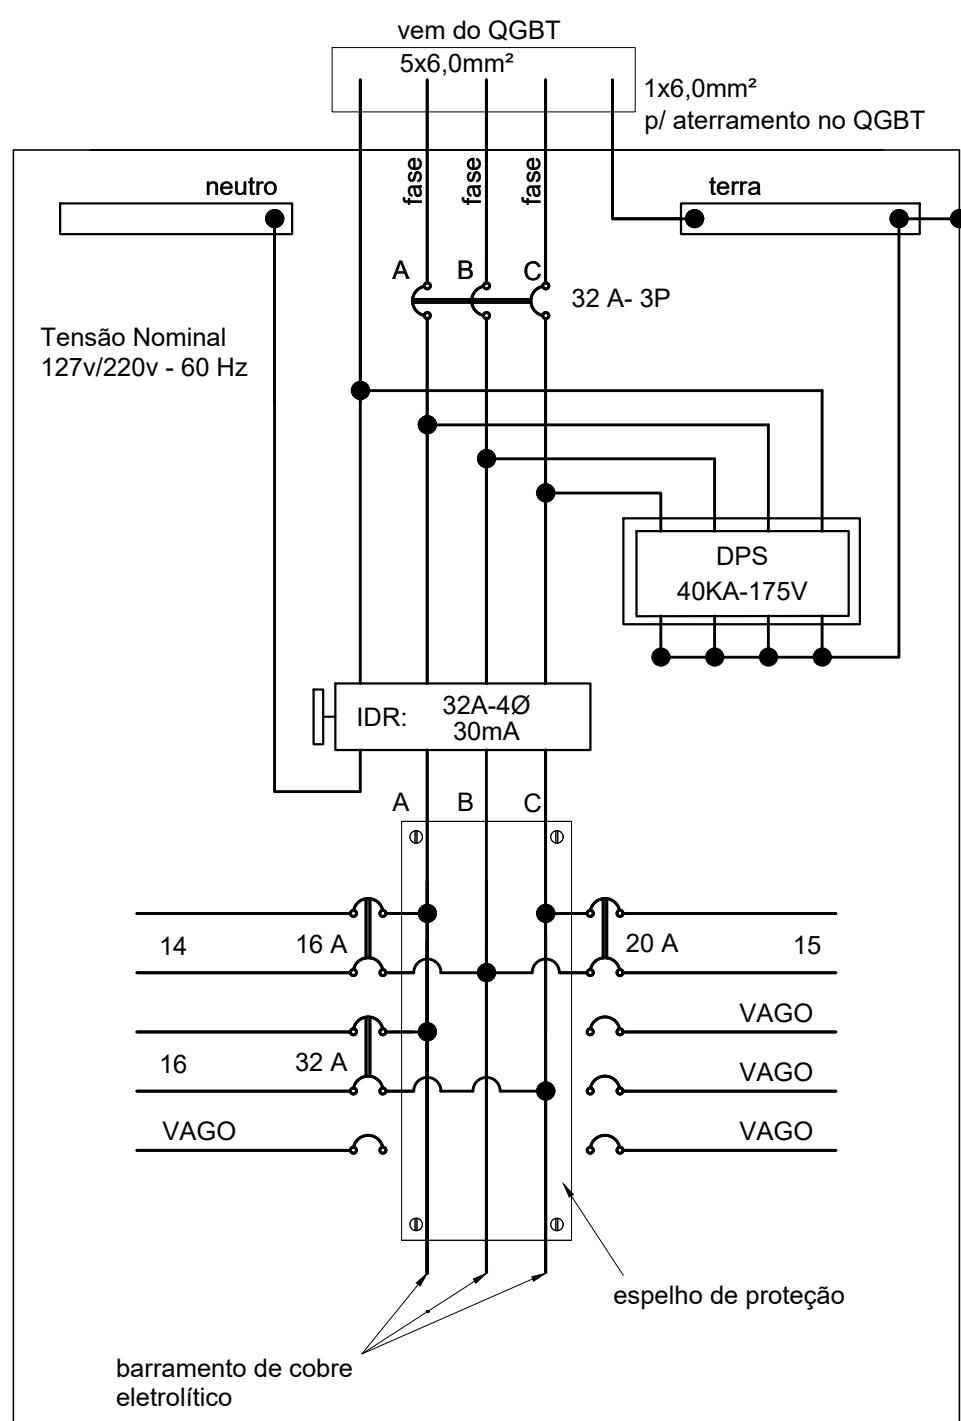 vem do QGBT
5x6,0mm²
1x6,0mm²
p/ aterramento no QGBT
neutro
fase
fase
fase
terra
A
B
C
32 A- 3P
Tensão Nominal
127v/220v - 60 Hz
DPS
40KA-175V
IDR:
32A-4Ø
30mA
A
B
C
14
16 A
20 A
15
VAGO
16
32 A
VAGO
VAGO
VAGO
espelho de proteção
barramento de cobre
eletrolítico